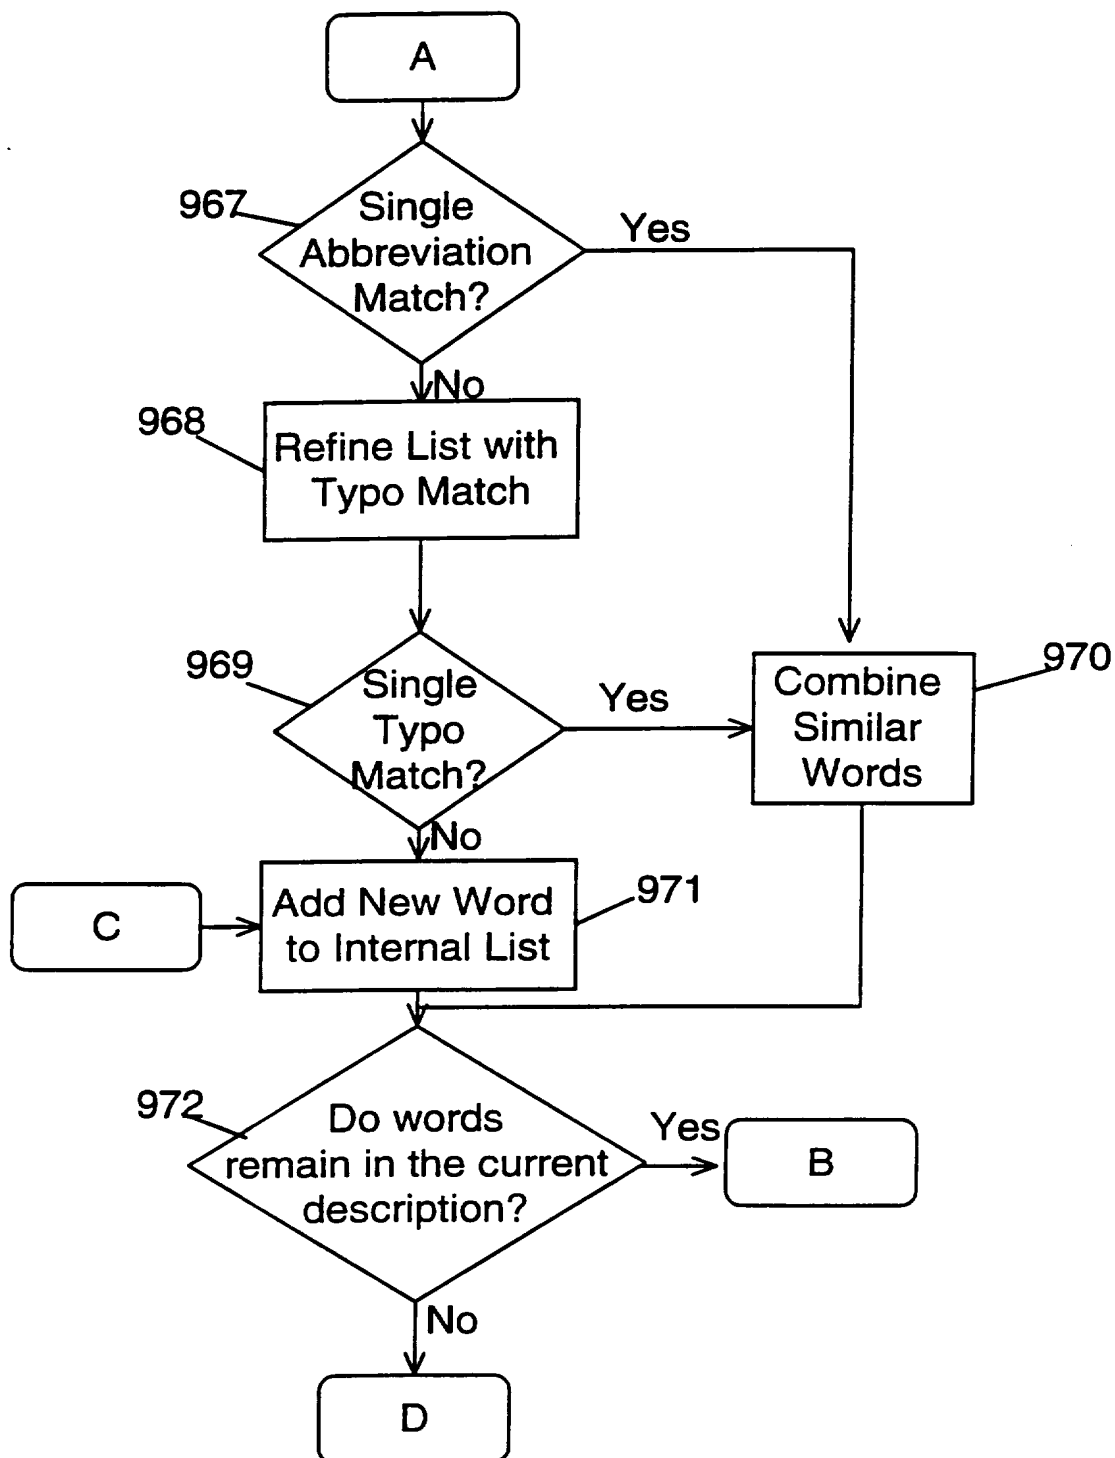 A
967
Single
Abbreviation
Match?
Yes
No
968
Refine List with
Typo Match
969
Single
Typo
Match?
Yes
970
Combine
Similar
Words
No
C
Add New Word
to Internal List
971
972
Do words
remain in the current
description?
Yes
B
No
D